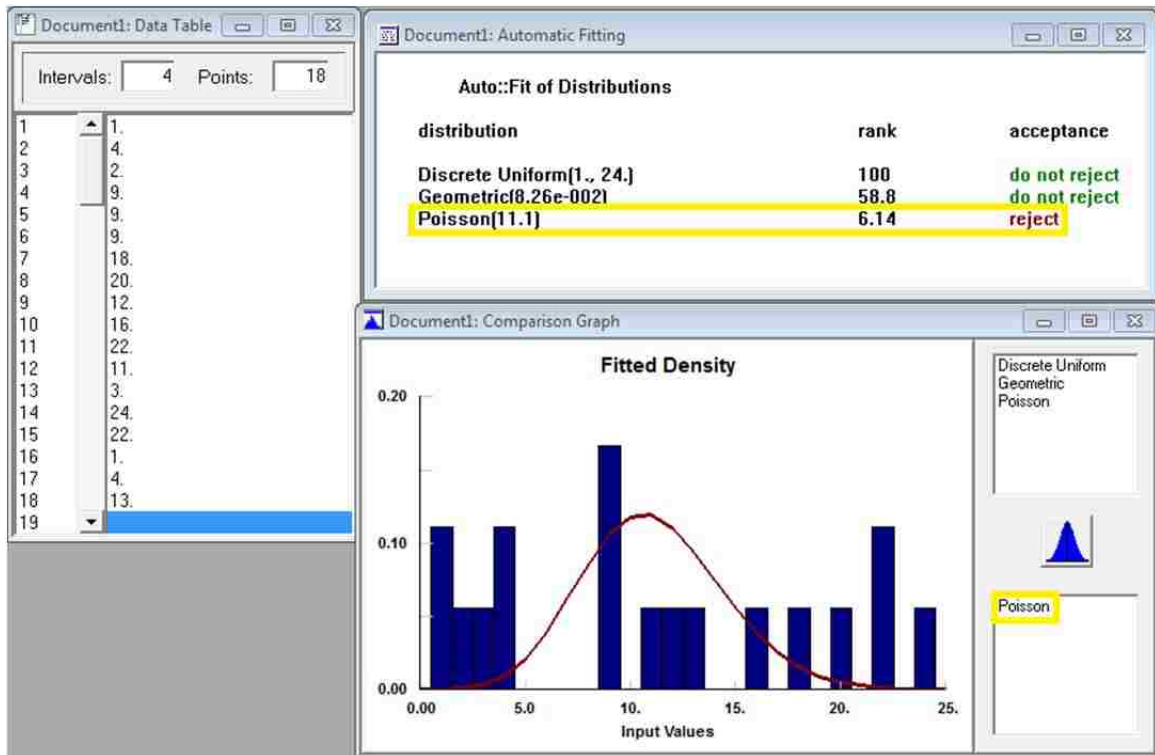 Document1: Data Table
Intervals: 4 Points: 18
1 1.
2 4.
3 2.
4 9.
5 9.
6 9.
7 18.
8 20.
9 12.
10 16.
11 22.
12 11.
13 3.
14 24.
15 22.
16 1.
17 4.
18 13.
19
Document1: Automatic Fitting
Auto::Fit of Distributions
distribution rank acceptance
Discrete Uniform(1., 24.) 100 do not reject
Geometric(8.26e-002) 58.8 do not reject
Poisson(11.1) 6.14 reject
Document1: Comparison Graph
Fitted Density
0.20
0.10
0.00
0.00 5.0 10. 15. 20. 25.
Input Values
Discrete Uniform
Geometric
Poisson
Poisson